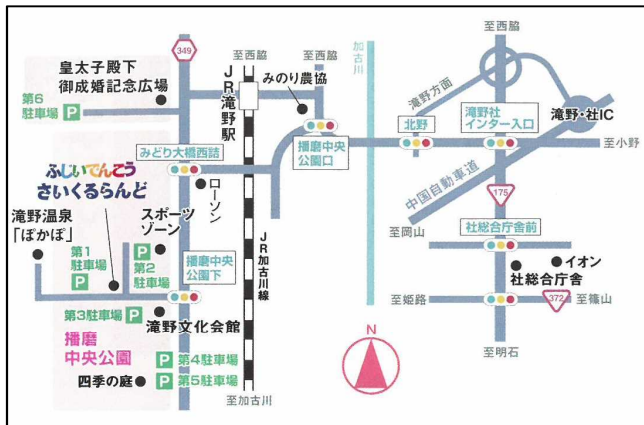 349
至西脇
至西脇
加古川
至西脇
皇太子殿下
御成婚記念広場
JR滝野駅
みのり農協
滝野方面
第6
駐車場
P
北野
滝野社
インター入口
滝野・社IC
至小野
みどり大橋西詰
播磨中央
公園口
ふじいでんこう
さいくるらんど
ローソン
中国自動車道
175
滝野温泉
「ぽかぽ」
スポーツ
ゾーン
至岡山
社総合庁舎前
第1
駐車場
P
P
第2
駐車場
播磨中央
公園下
JR加古川線
イオン
社総合庁舎
至姫路
372
至篠山
第3駐車場 P
滝野文化会館
播磨
中央公園
P 第4駐車場
四季の庭
P 第5駐車場
至加古川
N
至明石